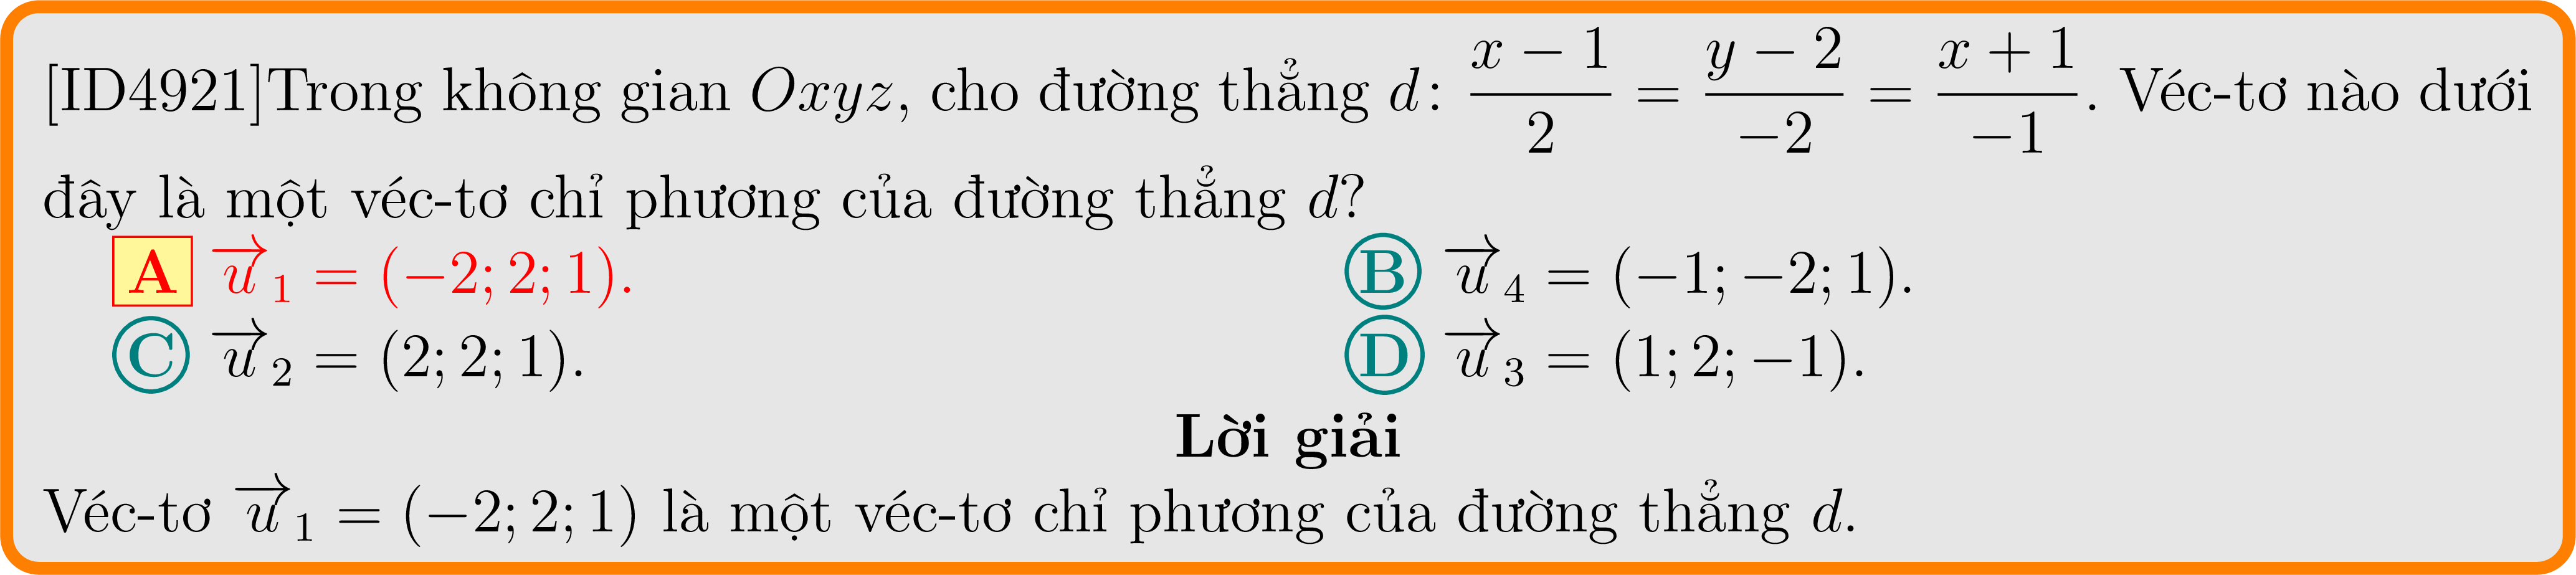 [ID4921]Trong không gian Oxyz, cho đường thẳng d: \frac{x − 1}{2} = \frac{y − 2}{−2} = \frac{x + 1}{−1}. Véc-tơ nào dưới
đây là một véc-tơ chỉ phương của đường thẳng d?
A \overrightarrow{u}_1 = (−2; 2; 1). B \overrightarrow{u}_4 = (−1; −2; 1).
C \overrightarrow{u}_2 = (2; 2; 1). D \overrightarrow{u}_3 = (1; 2; −1).
Lời giải
Véc-tơ \overrightarrow{u}_1 = (−2; 2; 1) là một véc-tơ chỉ phương của đường thẳng d.